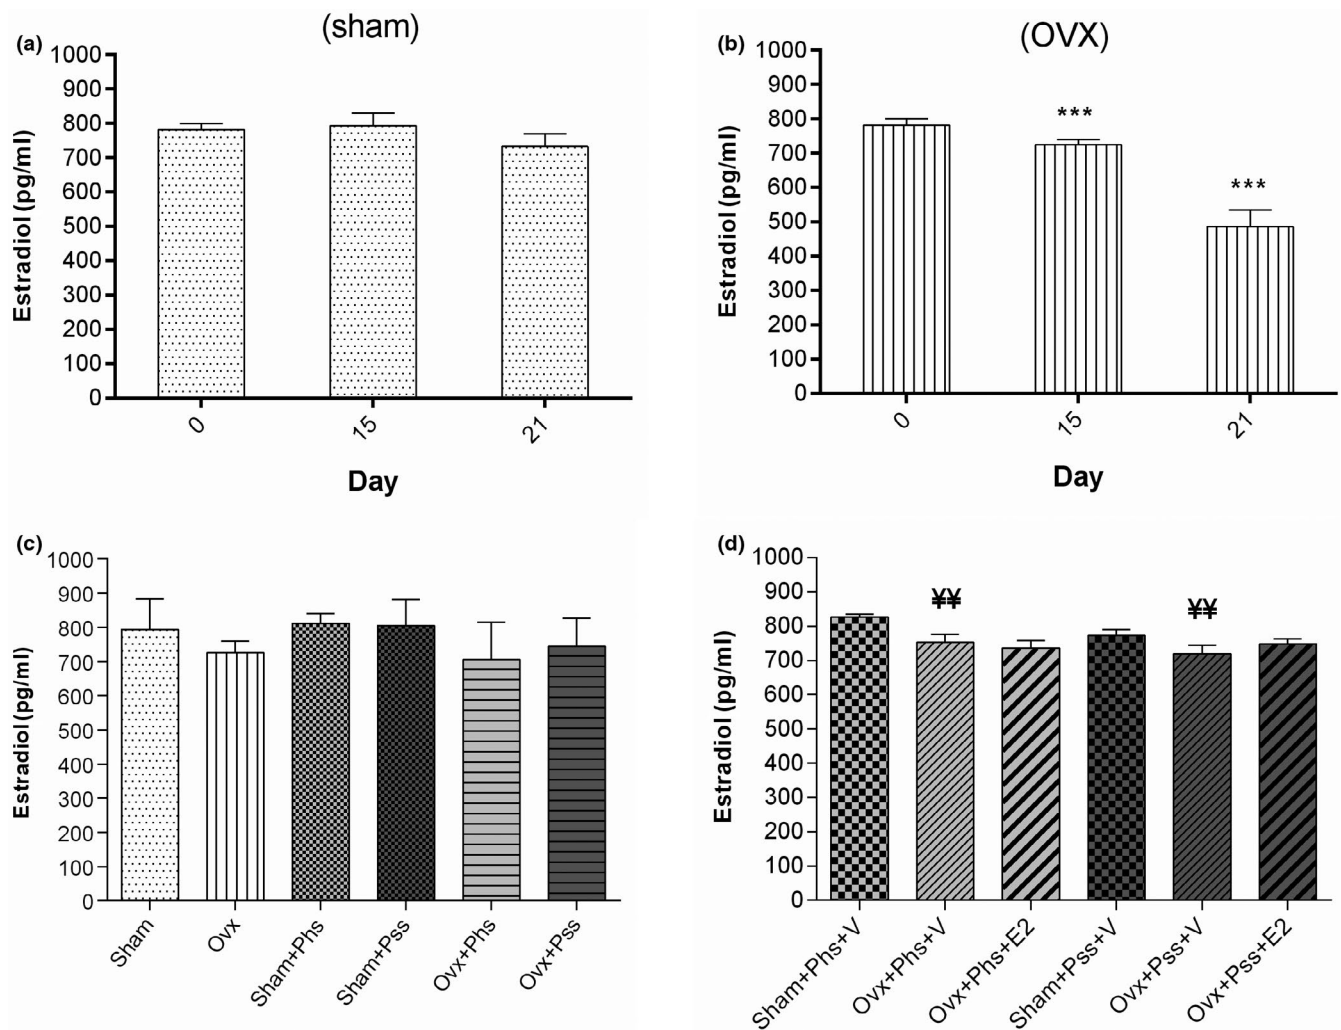 (a)
(sham)
1000
900
800
700
600
500
400
300
200
100
0
Estradiol (pg/ml)
0
15
21
Day
(b)
(OVX)
1000
900
800
700
600
500
400
300
200
100
0
Estradiol (pg/ml)
***
***
0
15
21
Day
(c)
1000
900
800
700
600
500
400
300
200
100
0
Estradiol (pg/ml)
Sham
Ovx
Sham+Phs
Sham+Pss
Ovx+Phs
Ovx+Pss
(d)
1000
900
800
700
600
500
400
300
200
100
0
Estradiol (pg/ml)
¥¥
¥¥
Sham+Phs+V
Ovx+Phs+V
Ovx+Phs+E2
Sham+Pss+V
Ovx+Pss+V
Ovx+Pss+E2